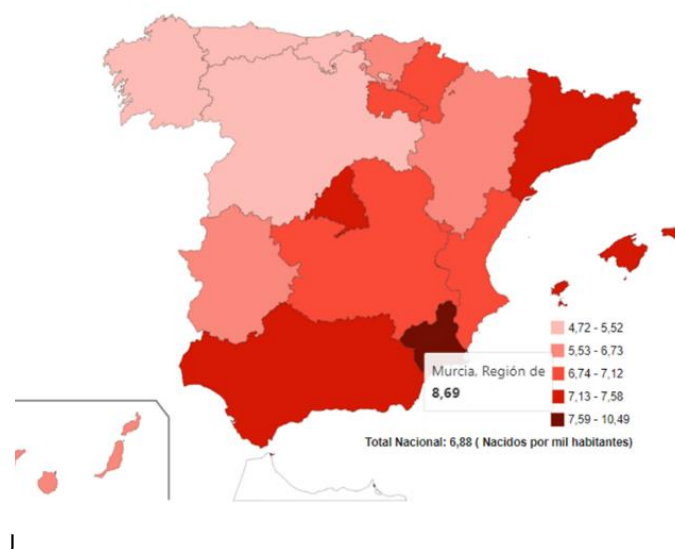 4,72 - 5,52
5,53 - 6,73
6,74 - 7,12
7,13 - 7,58
7,59 - 10,49
Murcia, Región de
8,69
Total Nacional: 6,88 ( Nacidos por mil habitantes)